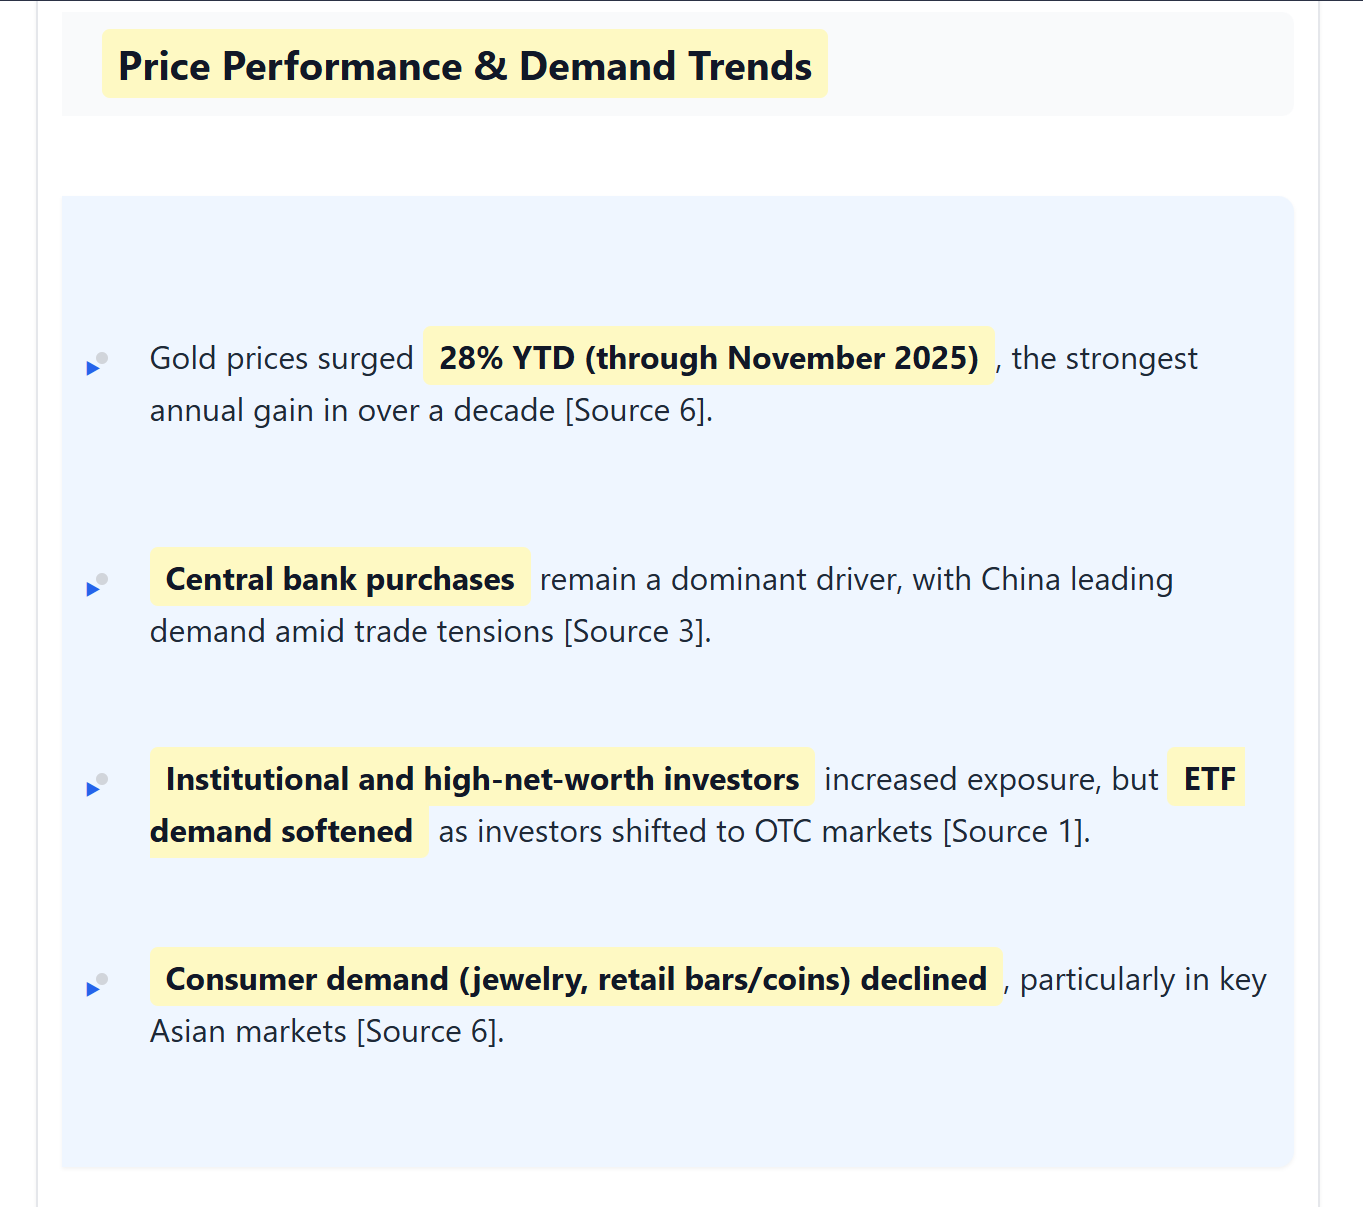 Price Performance & Demand Trends
Gold prices surged 28% YTD (through November 2025) , the strongest
annual gain in over a decade [Source 6].
Central bank purchases remain a dominant driver, with China leading
demand amid trade tensions [Source 3].
Institutional and high-net-worth investors increased exposure, but ETF
demand softened as investors shifted to OTC markets [Source 1].
Consumer demand (jewelry, retail bars/coins) declined , particularly in key
Asian markets [Source 6].